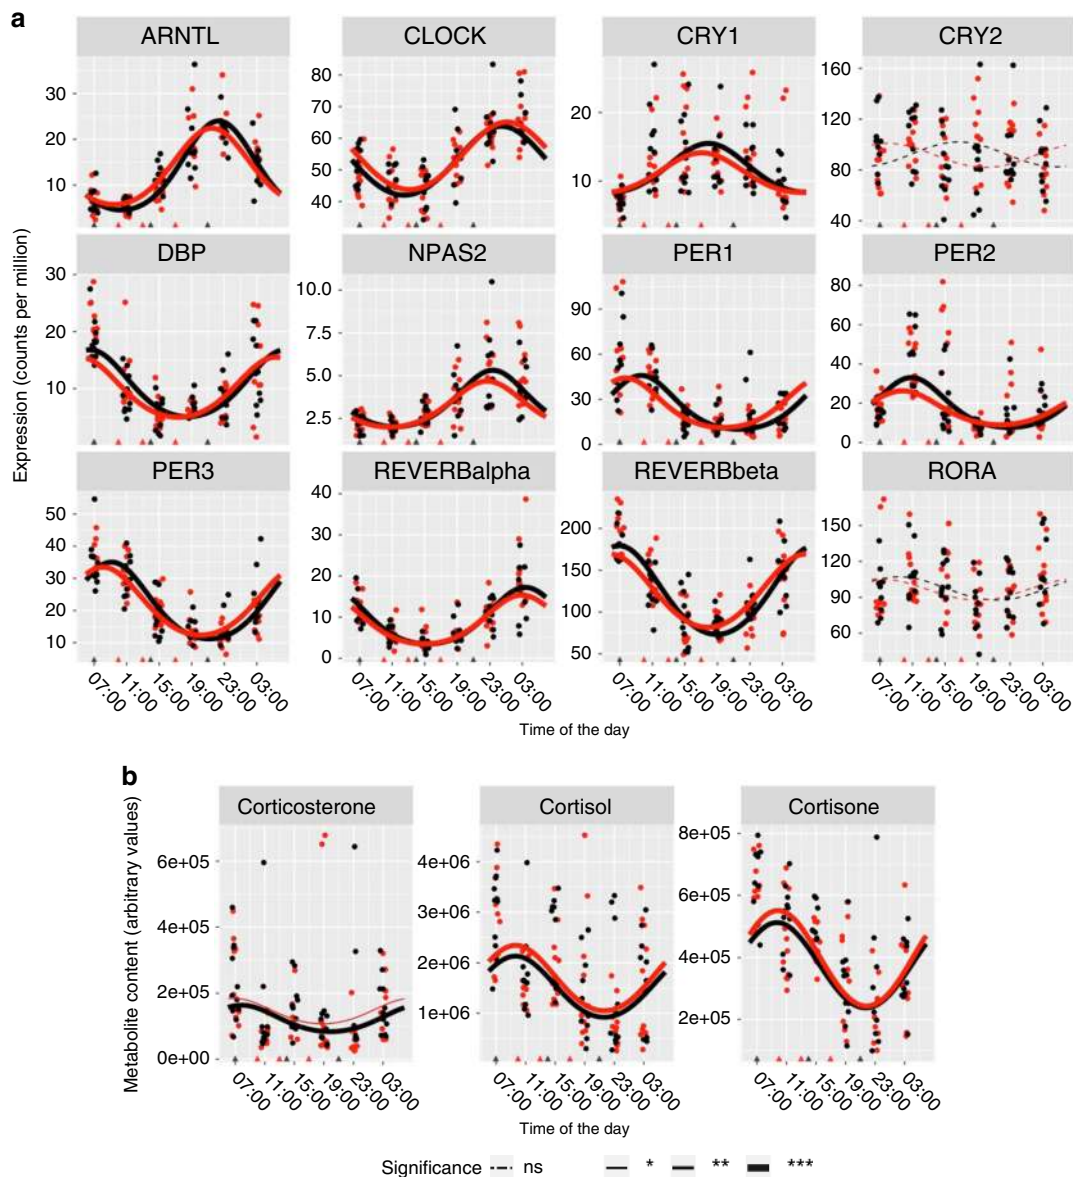 a
ARNTL CLOCK CRY1 CRY2
30
20
10
80
70
60
50
40
20
10
160
120
80
40
DBP NPAS2 PER1 PER2
30
20
10
10.0
7.5
5.0
2.5
90
60
30
0
80
60
40
20
0
PER3 REVERBalpha REVERBbeta RORA
50
40
30
20
10
40
30
20
10
0
200
150
100
50
150
120
90
60
Expression (counts per million)
07:00 11:00 15:00 19:00 23:00 03:00
07:00 11:00 15:00 19:00 23:00 03:00
07:00 11:00 15:00 19:00 23:00 03:00
07:00 11:00 15:00 19:00 23:00 03:00
Time of the day
b
Corticosterone Cortisol Cortisone
6e+05
4e+05
2e+05
0e+00
4e+06
3e+06
2e+06
1e+06
8e+05
6e+05
4e+05
2e+05
Metabolite content (arbitrary values)
07:00 11:00 15:00 19:00 23:00 03:00
07:00 11:00 15:00 19:00 23:00 03:00
07:00 11:00 15:00 19:00 23:00 03:00
Time of the day
Significance ns * ** ***